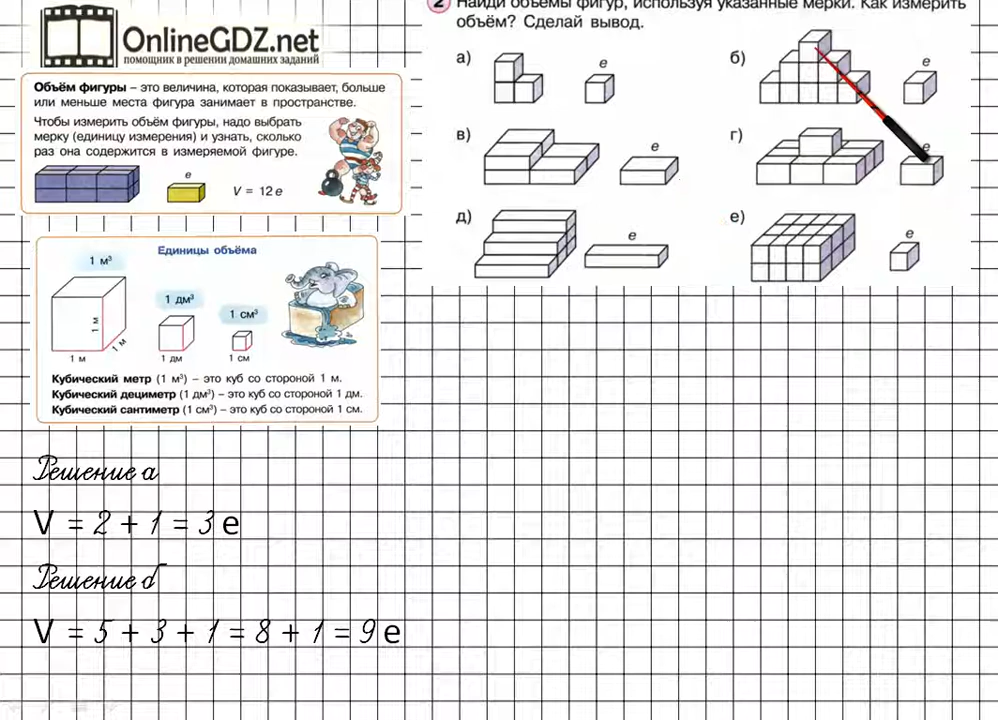 OnlineGDZ.net
помощник в решении домашних заданий
Объём фигуры – это величина, которая показывает, больше
или меньше места фигура занимает в пространстве.
Чтобы измерить объём фигуры, надо выбрать
мерку (единицу измерения) и узнать, сколько
раз она содержится в измеряемой фигуре.
е
V = 12 е
Единицы объёма
1 м³
1 дм³
1 см³
1 м
1 м
1 м
1 дм
1 см
Кубический метр (1 м³) – это куб со стороной 1 м.
Кубический дециметр (1 дм³) – это куб со стороной 1 дм.
Кубический сантиметр (1 см³) – это куб со стороной 1 см.
2 Найди объёмы фигур, используя указанные мерки. Как измерить
объём? Сделай вывод.
а) е
б) е
в) е
г) е
д) е
е) е
Решение а
V = 2 + 1 = 3 е
Решение б
V = 5 + 3 + 1 = 8 + 1 = 9 е